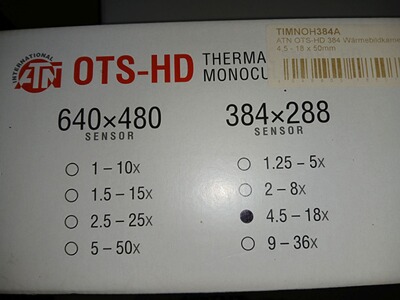 INTERNATIONAL
ATN
OTS-HD
THERMA
MONOCU
TIMNOH384A
ATN OTS-HD 384 Wärmebildkame
4,5 - 18 x 50mm
640×480
SENSOR
1 – 10x
1.5 – 15x
2.5 – 25x
5 – 50x
384×288
SENSOR
1.25 – 5x
2 – 8x
4.5 – 18x
9 – 36x